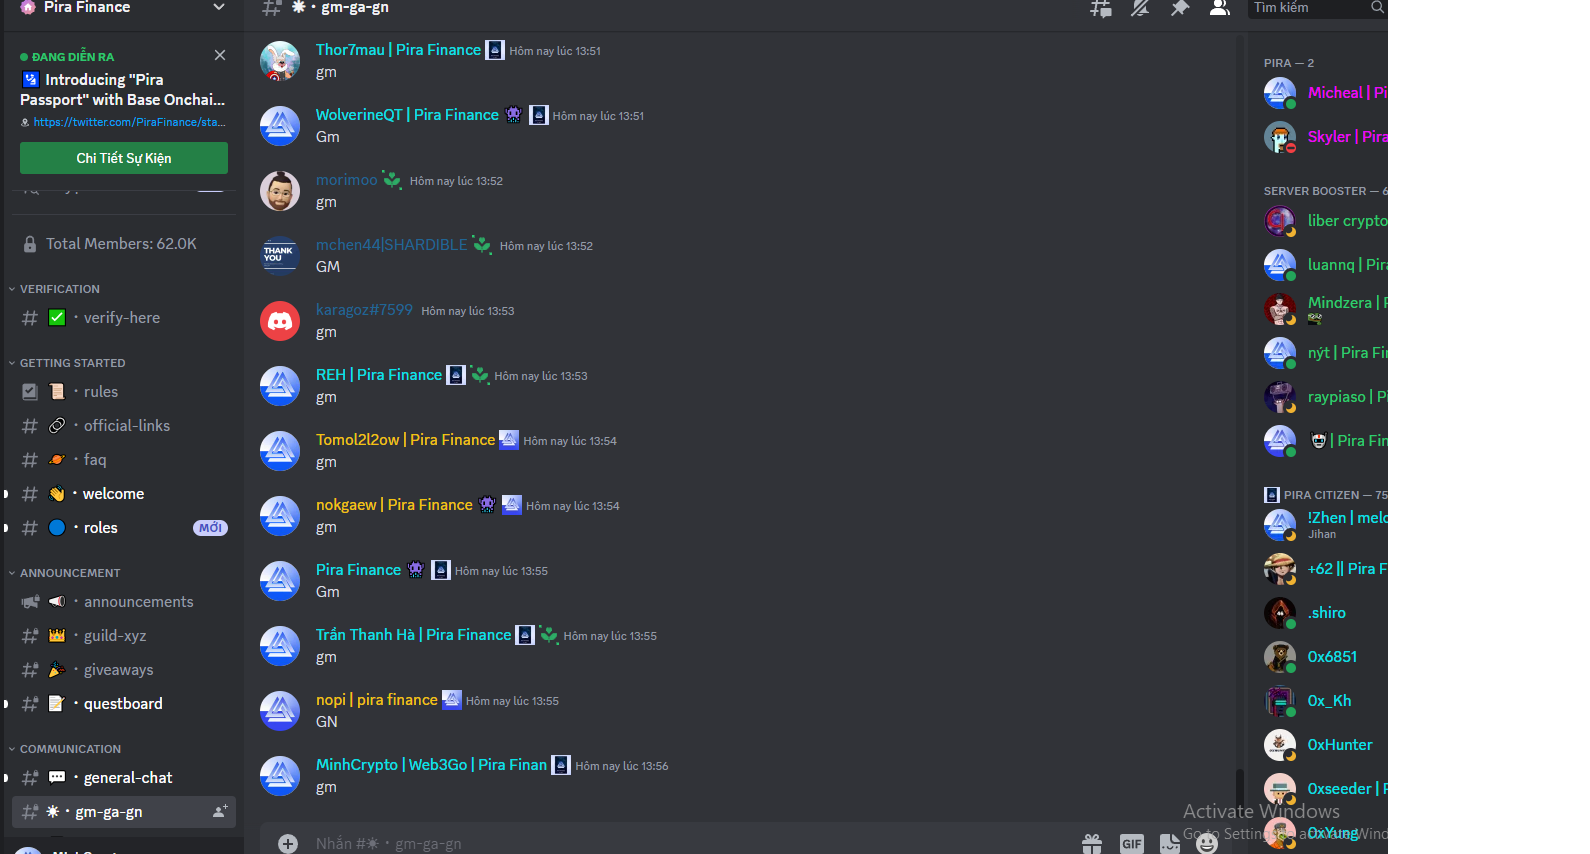 Pira Finance
ĐANG DIỄN RA
Introducing "Pira
Passport" with Base Onchai...
https://twitter.com/PiraFinance/sta...
Chi Tiết Sự Kiện
Total Members: 62.0K
VERIFICATION
verify-here
GETTING STARTED
rules
official-links
faq
welcome
roles
MỚI
ANNOUNCEMENT
announcements
guild-xyz
giveaways
questboard
COMMUNICATION
general-chat
gm-ga-gn
gm-ga-gn
Tìm kiếm
Thor7mau | Pira Finance Hôm nay lúc 13:51
gm
WolverineQT | Pira Finance Hôm nay lúc 13:51
Gm
morimoo Hôm nay lúc 13:52
gm
THANK
YOU
mchen44|SHARDIBLE Hôm nay lúc 13:52
GM
karagoz#7599 Hôm nay lúc 13:53
gm
REH | Pira Finance Hôm nay lúc 13:53
gm
Tomol2l2ow | Pira Finance Hôm nay lúc 13:54
gm
nokgaew | Pira Finance Hôm nay lúc 13:54
gm
Pira Finance Hôm nay lúc 13:55
Gm
Trần Thanh Hà | Pira Finance Hôm nay lúc 13:55
gm
nopi | pira finance Hôm nay lúc 13:55
GN
MinhCrypto | Web3Go | Pira Finan Hôm nay lúc 13:56
gm
Nhắn #☀・gm-ga-gn
GIF
PIRA — 2
Micheal | Pi
Skyler | Pira
SERVER BOOSTER — 6
liber crypto
luannq | Pira
Mindzera | P
nýt | Pira Fin
raypiaso | Pi
| Pira Fin
PIRA CITIZEN — 75
!Zhen | melo
Jihan
+62 || Pira F
.shiro
0x6851
0x_Kh
0xHunter
0xseeder | P
0xYung
Activate Windows
Go to Settings to activate Wind